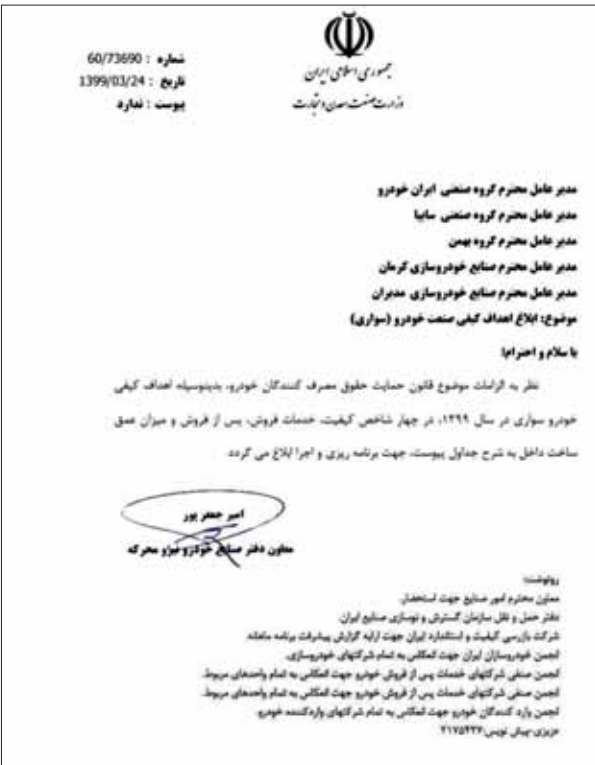 شماره : 60/73690
تاریخ : 1399/03/24
پیوست : ندارد
جمهوری اسلامی ایران
وزارت صنعت، معدن و تجارت
مدیر عامل محترم گروه صنعتی ایران خودرو
مدیر عامل محترم گروه صنعتی سایپا
مدیر عامل محترم گروه بهمن
مدیر عامل محترم صنایع خودروسازی کرمان
مدیر عامل محترم صنایع خودروسازی مدیران
موضوع: ابلاغ اهداف کیفی صنعت خودرو (سواری)
با سلام و احترام؛
نظر به الزامات موضوع قانون حمایت حقوق مصرف کنندگان خودرو، بدینوسیله اهداف کیفی
خودرو سواری در سال ۱۳۹۹، در چهار شاخص کیفیت، خدمات فروش، پس از فروش و میزان عمق
ساخت داخل به شرح جداول پیوست، جهت برنامه ریزی و اجرا ابلاغ می گردد.
امیر جعفر پور
معاون دفتر صنایع خودرو و نیرو محرکه
رونوشت:
معاون محترم امور صنایع جهت استحضار.
دفتر حمل و نقل سازمان گسترش و نوسازی صنایع ایران.
شرکت بازرسی کیفیت و استاندارد ایران جهت ارایه گزارش پیشرفت برنامه ماهانه.
انجمن خودروسازان ایران جهت انعکاس به تمام شرکتهای خودروسازی.
انجمن صنفی شرکتهای خدمات پس از فروش خودرو جهت انعکاس به تمام واحدهای مربوط.
انجمن صنفی شرکتهای خدمات پس از فروش خودرو جهت انعکاس به تمام واحدهای مربوط.
انجمن وارد کنندگان خودرو جهت انعکاس به تمام شرکتهای واردکننده خودرو.
عزیزی-پیش نویس:۲۱۷۵۴۳۷